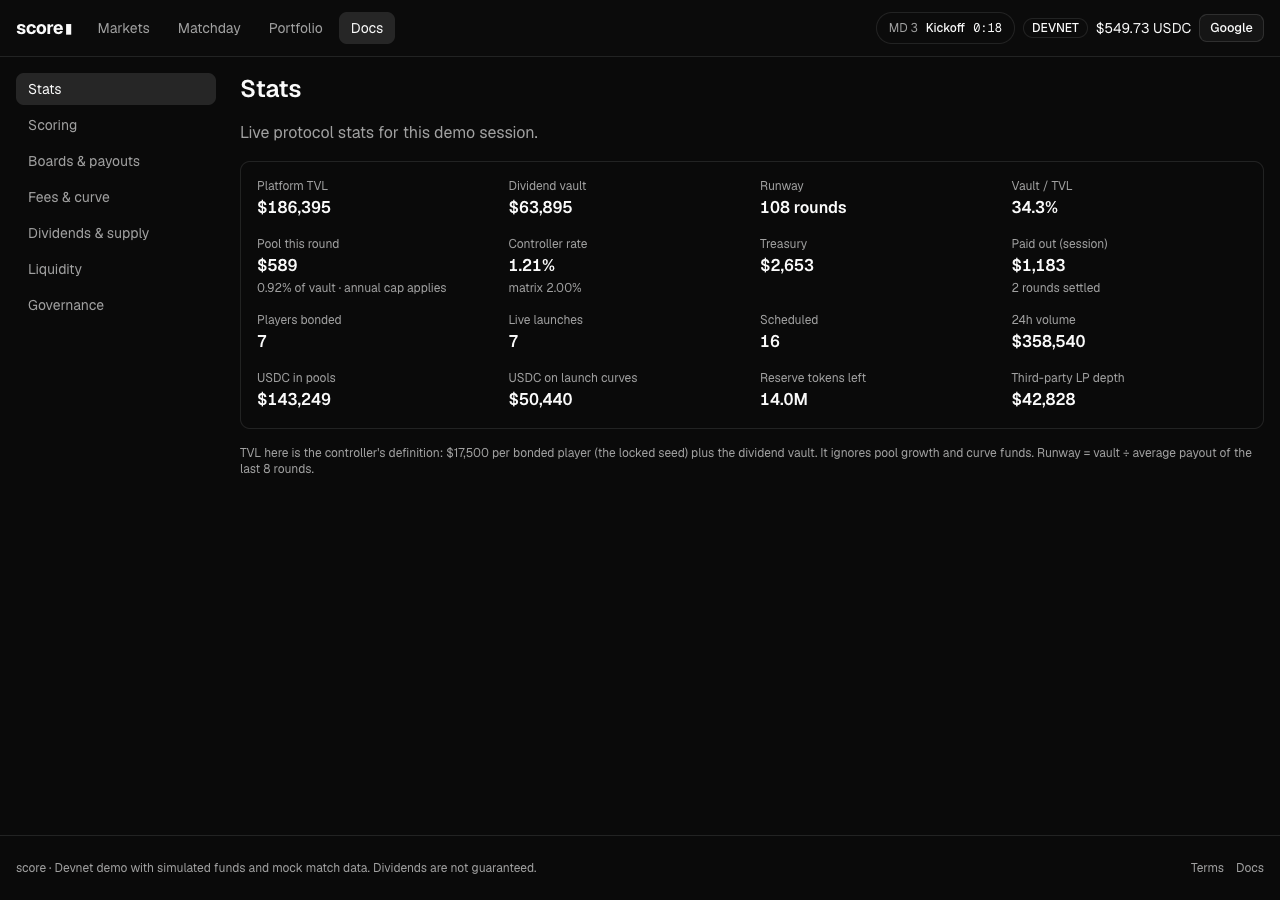 score
Markets
Matchday
Portfolio
Docs
MD 3 Kickoff 0:18
DEVNET
$549.73 USDC
Google
Stats
Scoring
Boards & payouts
Fees & curve
Dividends & supply
Liquidity
Governance
Stats
Live protocol stats for this demo session.
Platform TVL
$186,395
Dividend vault
$63,895
Runway
108 rounds
Vault / TVL
34.3%
Pool this round
$589
0.92% of vault · annual cap applies
Controller rate
1.21%
matrix 2.00%
Treasury
$2,653
Paid out (session)
$1,183
2 rounds settled
Players bonded
7
Live launches
7
Scheduled
16
24h volume
$358,540
USDC in pools
$143,249
USDC on launch curves
$50,440
Reserve tokens left
14.0M
Third-party LP depth
$42,828
TVL here is the controller's definition: $17,500 per bonded player (the locked seed) plus the dividend vault. It ignores pool growth and curve funds. Runway = vault ÷ average payout of the
last 8 rounds.
score · Devnet demo with simulated funds and mock match data. Dividends are not guaranteed.
Terms
Docs